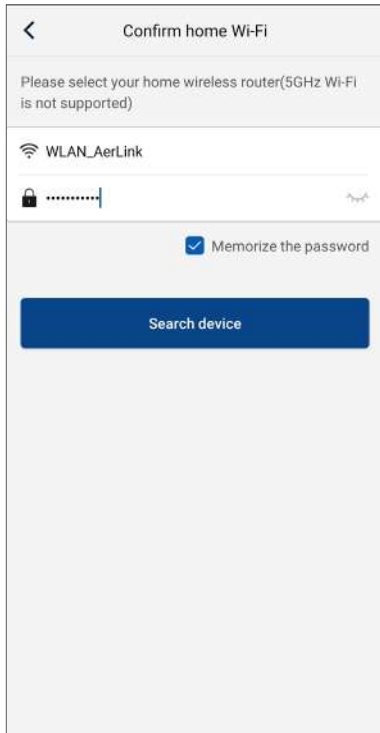 Confirm home Wi-Fi
Please select your home wireless router(5GHz Wi-Fi
is not supported)
WLAN_AerLink
•••••••••••
Memorize the password
Search device